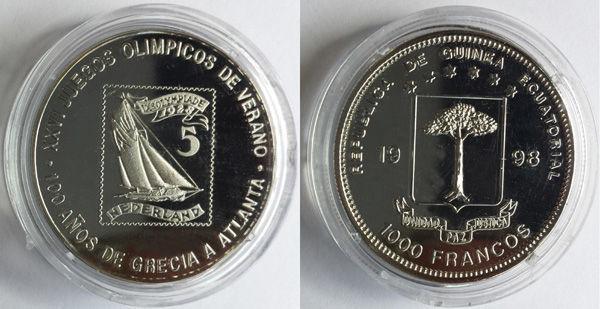 XXVI JUEGOS OLIMPICOS DE VERANO
100 AÑOS DE GRECIA A ATLANTA
OLYMPIADE
1928
5
NEDERLAND
REPUBLICA DE GUINEA ECUATORIAL
19 98
UNIDAD PAZ JUSTICIA
1000 FRANCOS